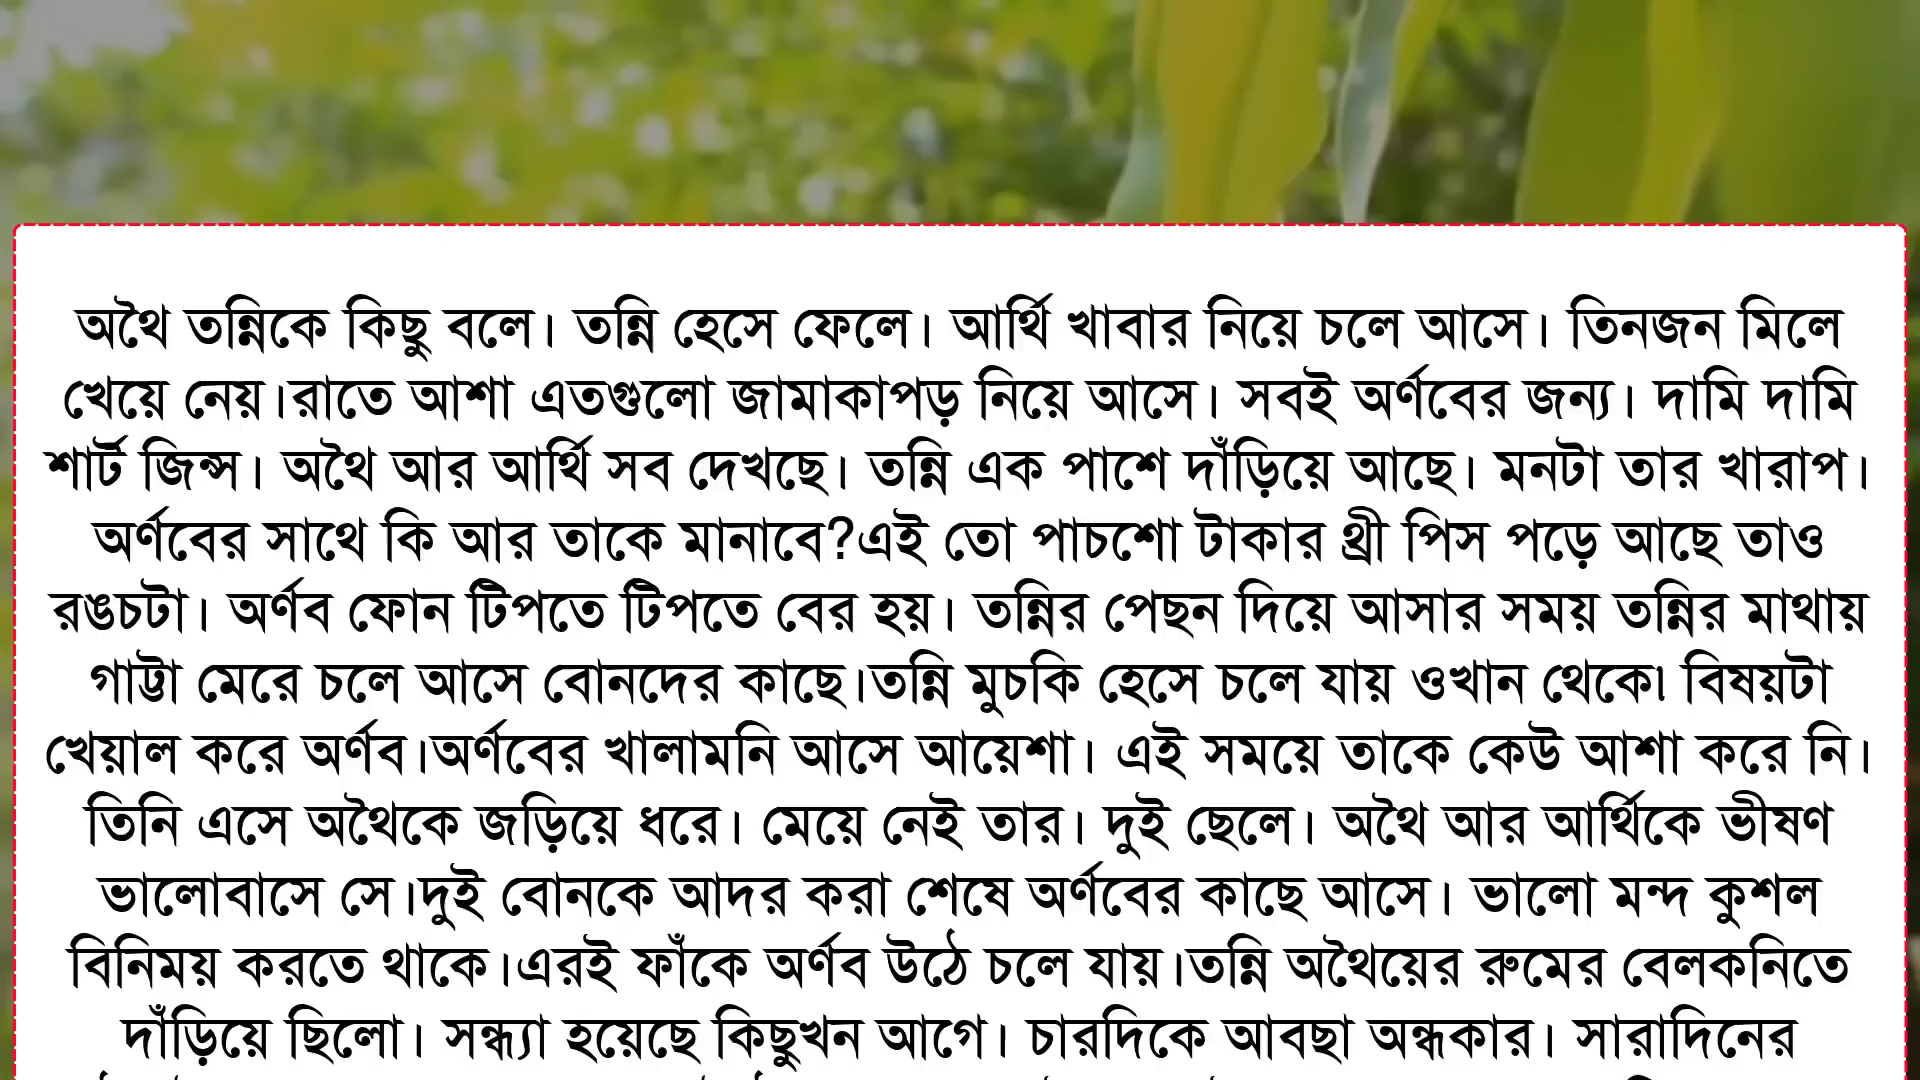 অথৈ তন্নিকে কিছু বলে। তন্নি হেসে ফেলে। আর্থি খাবার নিয়ে চলে আসে। তিনজন মিলে
খেয়ে নেয়।রাতে আশা এতগুলো জামাকাপড় নিয়ে আসে। সবই অর্ণবের জন্য। দামি দামি
শার্ট জিন্স। অথৈ আর আর্থি সব দেখছে। তন্নি এক পাশে দাঁড়িয়ে আছে। মনটা তার খারাপ।
অর্ণবের সাথে কি আর তাকে মানাবে?এই তো পাচশো টাকার থ্রী পিস পড়ে আছে তাও
রঙচটা। অর্ণব ফোন টিপতে টিপতে বের হয়। তন্নির পেছন দিয়ে আসার সময় তন্নির মাথায়
গাট্টা মেরে চলে আসে বোনদের কাছে।তন্নি মুচকি হেসে চলে যায় ওখান থেকে৷ বিষয়টা
খেয়াল করে অর্ণব।অর্ণবের খালামনি আসে আয়েশা। এই সময়ে তাকে কেউ আশা করে নি।
তিনি এসে অথৈকে জড়িয়ে ধরে। মেয়ে নেই তার। দুই ছেলে। অথৈ আর আর্থিকে ভীষণ
ভালোবাসে সে।দুই বোনকে আদর করা শেষে অর্ণবের কাছে আসে। ভালো মন্দ কুশল
বিনিময় করতে থাকে।এরই ফাঁকে অর্ণব উঠে চলে যায়।তন্নি অথৈয়ের রুমের বেলকনিতে
দাঁড়িয়ে ছিলো। সন্ধ্যা হয়েছে কিছুখন আগে। চারদিকে আবছা অন্ধকার। সারাদিনের